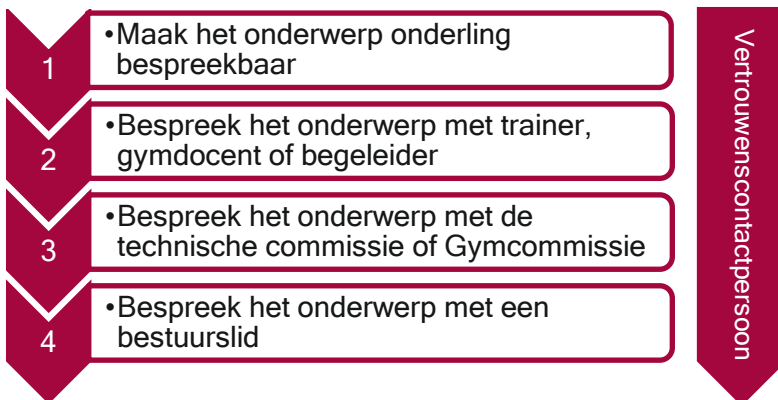 1
•Maak het onderwerp onderling
bespreekbaar
2
•Bespreek het onderwerp met trainer,
gymdocent of begeleider
3
•Bespreek het onderwerp met de
technische commissie of Gymcommissie
4
•Bespreek het onderwerp met een
bestuurslid
Vertrouwenscontactpersoon